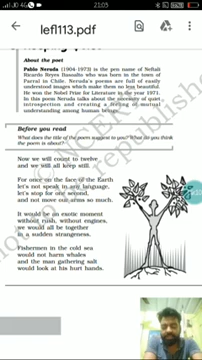 JIO 4G
21:03
lefl113.pdf
About the poet
Pablo Neruda (1904-1973) is the pen name of Neftali
Ricardo Reyes Basoalto who was born in the town of
Parral in Chile. Neruda's poems are full of easily
understood images which make them no less beautiful.
He won the Nobel Prize for Literature in the year 1971.
In this poem Neruda talks about the necessity of quiet
introspection and creating a feeling of mutual
understanding among human beings.
Before you read
What does the title of the poem suggest to you? What do you think
the poem is about?
Now we will count to twelve
and we will all keep still.
For once on the face of the Earth
let's not speak in any language,
let's stop for one second,
and not move our arms so much.
It would be an exotic moment
without rush, without engines,
we would all be together
in a sudden strangeness.
Fishermen in the cold sea
would not harm whales
and the man gathering salt
would look at his hurt hands.